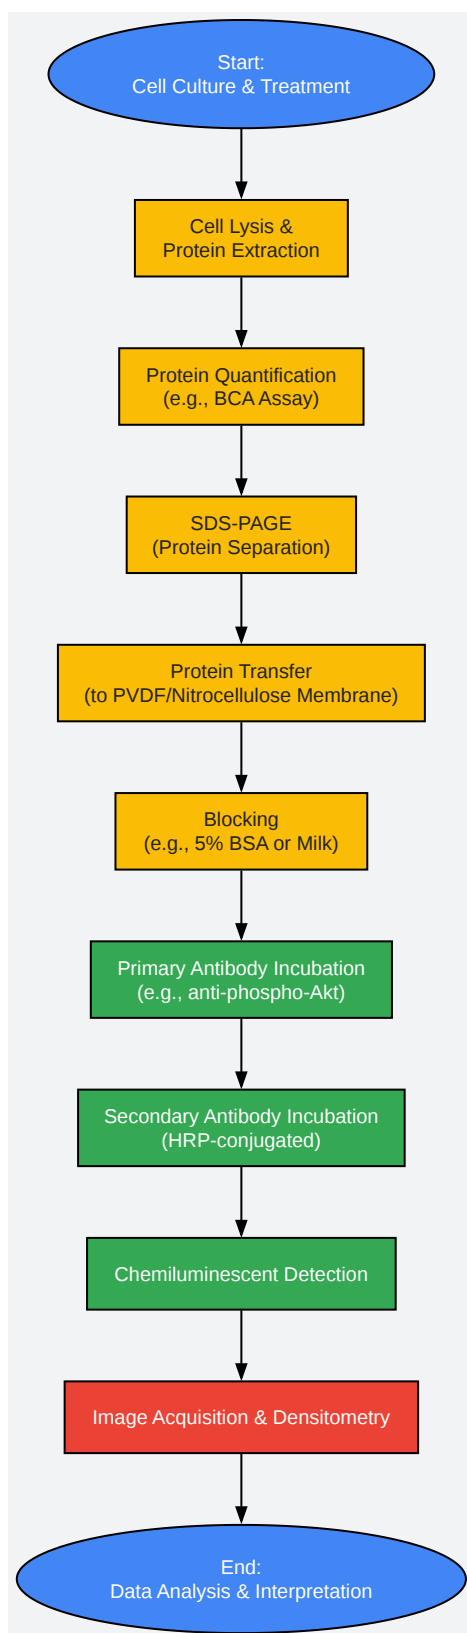 Start:
Cell Culture & Treatment
Cell Lysis &
Protein Extraction
Protein Quantification
(e.g., BCA Assay)
SDS-PAGE
(Protein Separation)
Protein Transfer
(to PVDF/Nitrocellulose Membrane)
Blocking
(e.g., 5% BSA or Milk)
Primary Antibody Incubation
(e.g., anti-phospho-Akt)
Secondary Antibody Incubation
(HRP-conjugated)
Chemiluminescent Detection
Image Acquisition & Densitometry
End:
Data Analysis & Interpretation